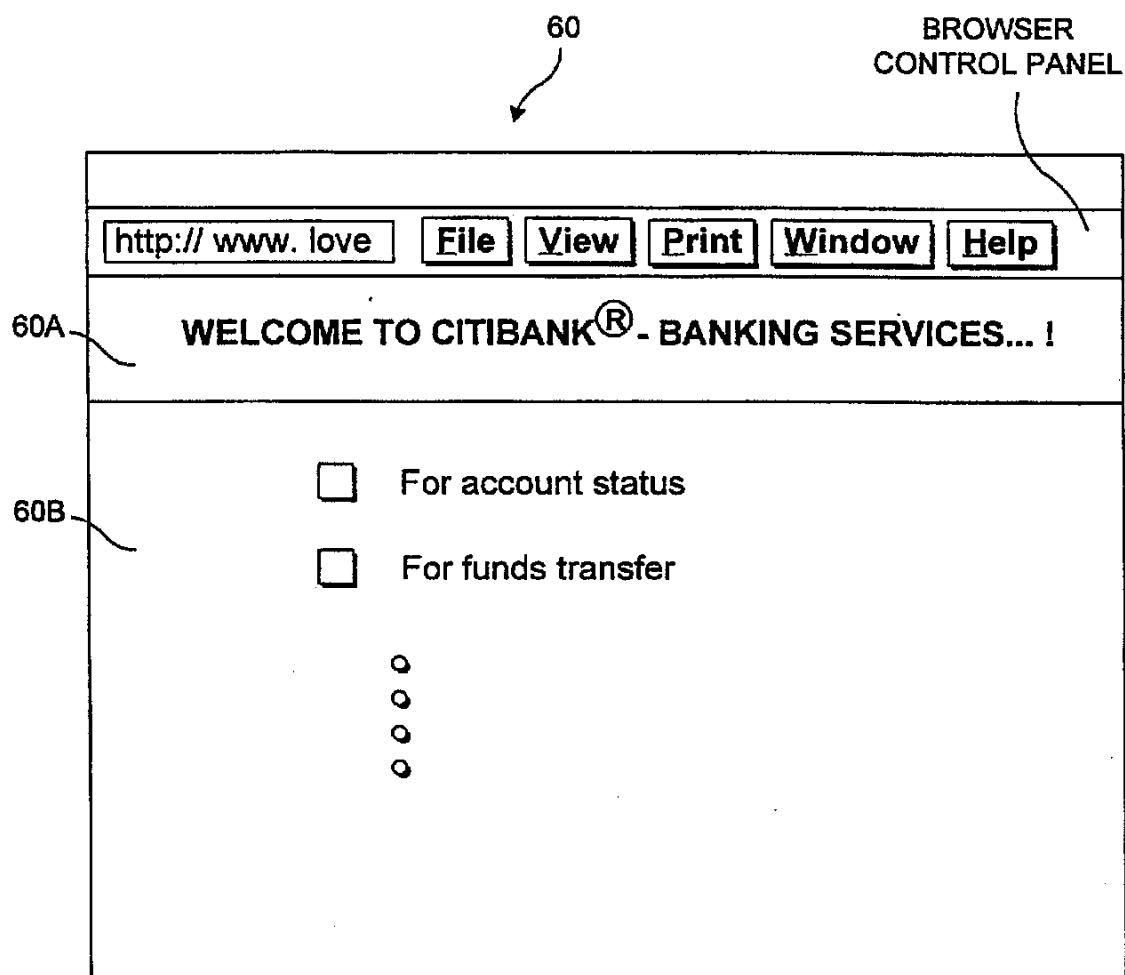 60
BROWSER
CONTROL PANEL
http:// www. love File View Print Window Help
60A
WELCOME TO CITIBANK® - BANKING SERVICES... !
For account status
60B
For funds transfer